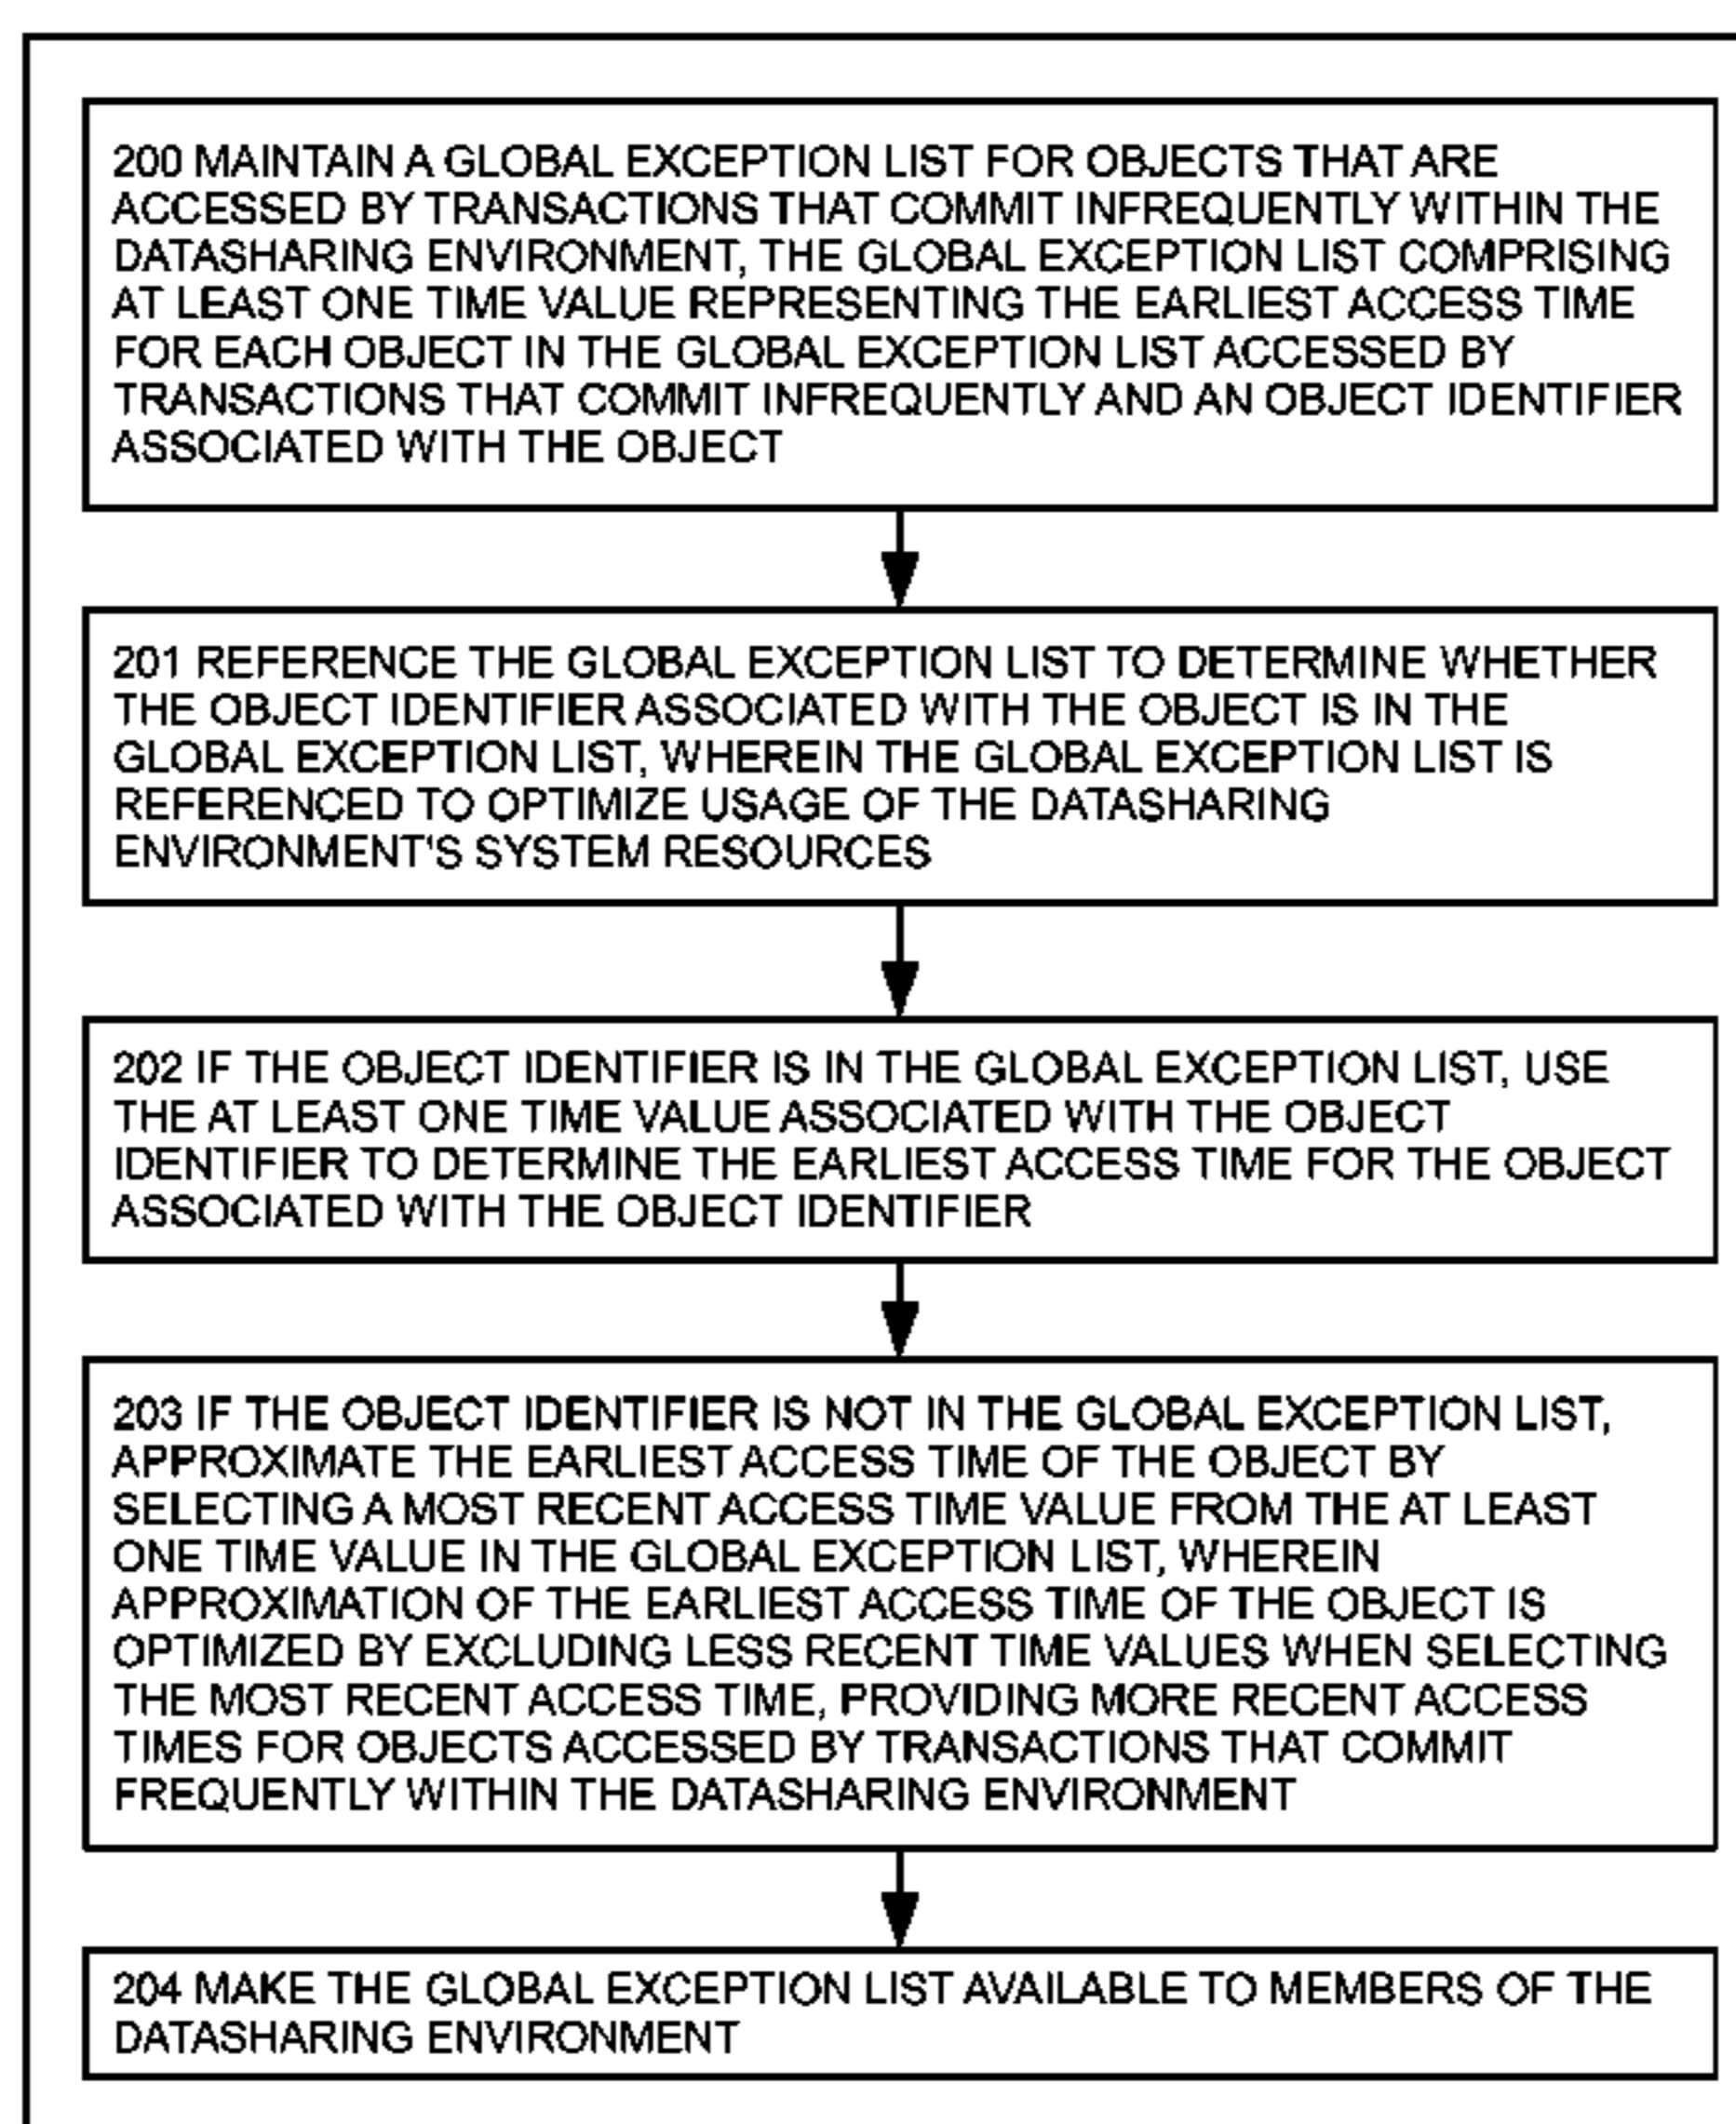 200 MAINTAIN A GLOBAL EXCEPTION LIST FOR OBJECTS THAT ARE
ACCESSED BY TRANSACTIONS THAT COMMIT INFREQUENTLY WITHIN THE
DATASHARING ENVIRONMENT, THE GLOBAL EXCEPTION LIST COMPRISING
AT LEAST ONE TIME VALUE REPRESENTING THE EARLIEST ACCESS TIME
FOR EACH OBJECT IN THE GLOBAL EXCEPTION LIST ACCESSED BY
TRANSACTIONS THAT COMMIT INFREQUENTLY AND AN OBJECT IDENTIFIER
ASSOCIATED WITH THE OBJECT
201 REFERENCE THE GLOBAL EXCEPTION LIST TO DETERMINE WHETHER
THE OBJECT IDENTIFIER ASSOCIATED WITH THE OBJECT IS IN THE
GLOBAL EXCEPTION LIST, WHEREIN THE GLOBAL EXCEPTION LIST IS
REFERENCED TO OPTIMIZE USAGE OF THE DATASHARING
ENVIRONMENT'S SYSTEM RESOURCES
202 IF THE OBJECT IDENTIFIER IS IN THE GLOBAL EXCEPTION LIST, USE
THE AT LEAST ONE TIME VALUE ASSOCIATED WITH THE OBJECT
IDENTIFIER TO DETERMINE THE EARLIEST ACCESS TIME FOR THE OBJECT
ASSOCIATED WITH THE OBJECT IDENTIFIER
203 IF THE OBJECT IDENTIFIER IS NOT IN THE GLOBAL EXCEPTION LIST,
APPROXIMATE THE EARLIEST ACCESS TIME OF THE OBJECT BY
SELECTING A MOST RECENT ACCESS TIME VALUE FROM THE AT LEAST
ONE TIME VALUE IN THE GLOBAL EXCEPTION LIST, WHEREIN
APPROXIMATION OF THE EARLIEST ACCESS TIME OF THE OBJECT IS
OPTIMIZED BY EXCLUDING LESS RECENT TIME VALUES WHEN SELECTING
THE MOST RECENT ACCESS TIME, PROVIDING MORE RECENT ACCESS
TIMES FOR OBJECTS ACCESSED BY TRANSACTIONS THAT COMMIT
FREQUENTLY WITHIN THE DATASHARING ENVIRONMENT
204 MAKE THE GLOBAL EXCEPTION LIST AVAILABLE TO MEMBERS OF THE
DATASHARING ENVIRONMENT